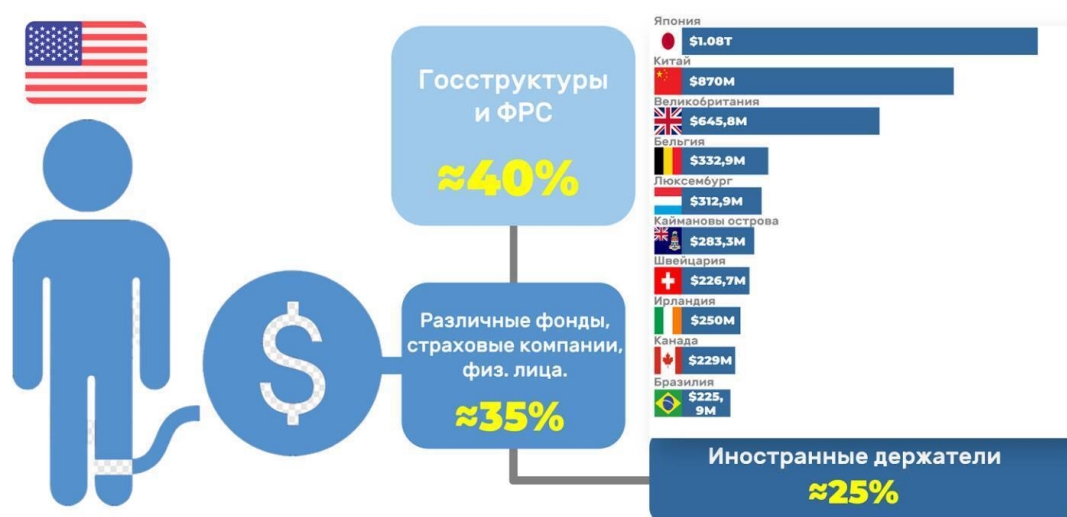 Госструктуры
и ФРС
≈40%
$
Различные фонды,
страховые компании,
физ. лица.
≈35%
Япония
$1.08T
Китай
$870M
Великобритания
$645,8M
Бельгия
$332,9M
Люксембург
$312,9M
Каймановы острова
$283,3M
Швейцария
$226,7M
Ирландия
$250M
Канада
$229M
Бразилия
$225,
9M
Иностранные держатели
≈25%